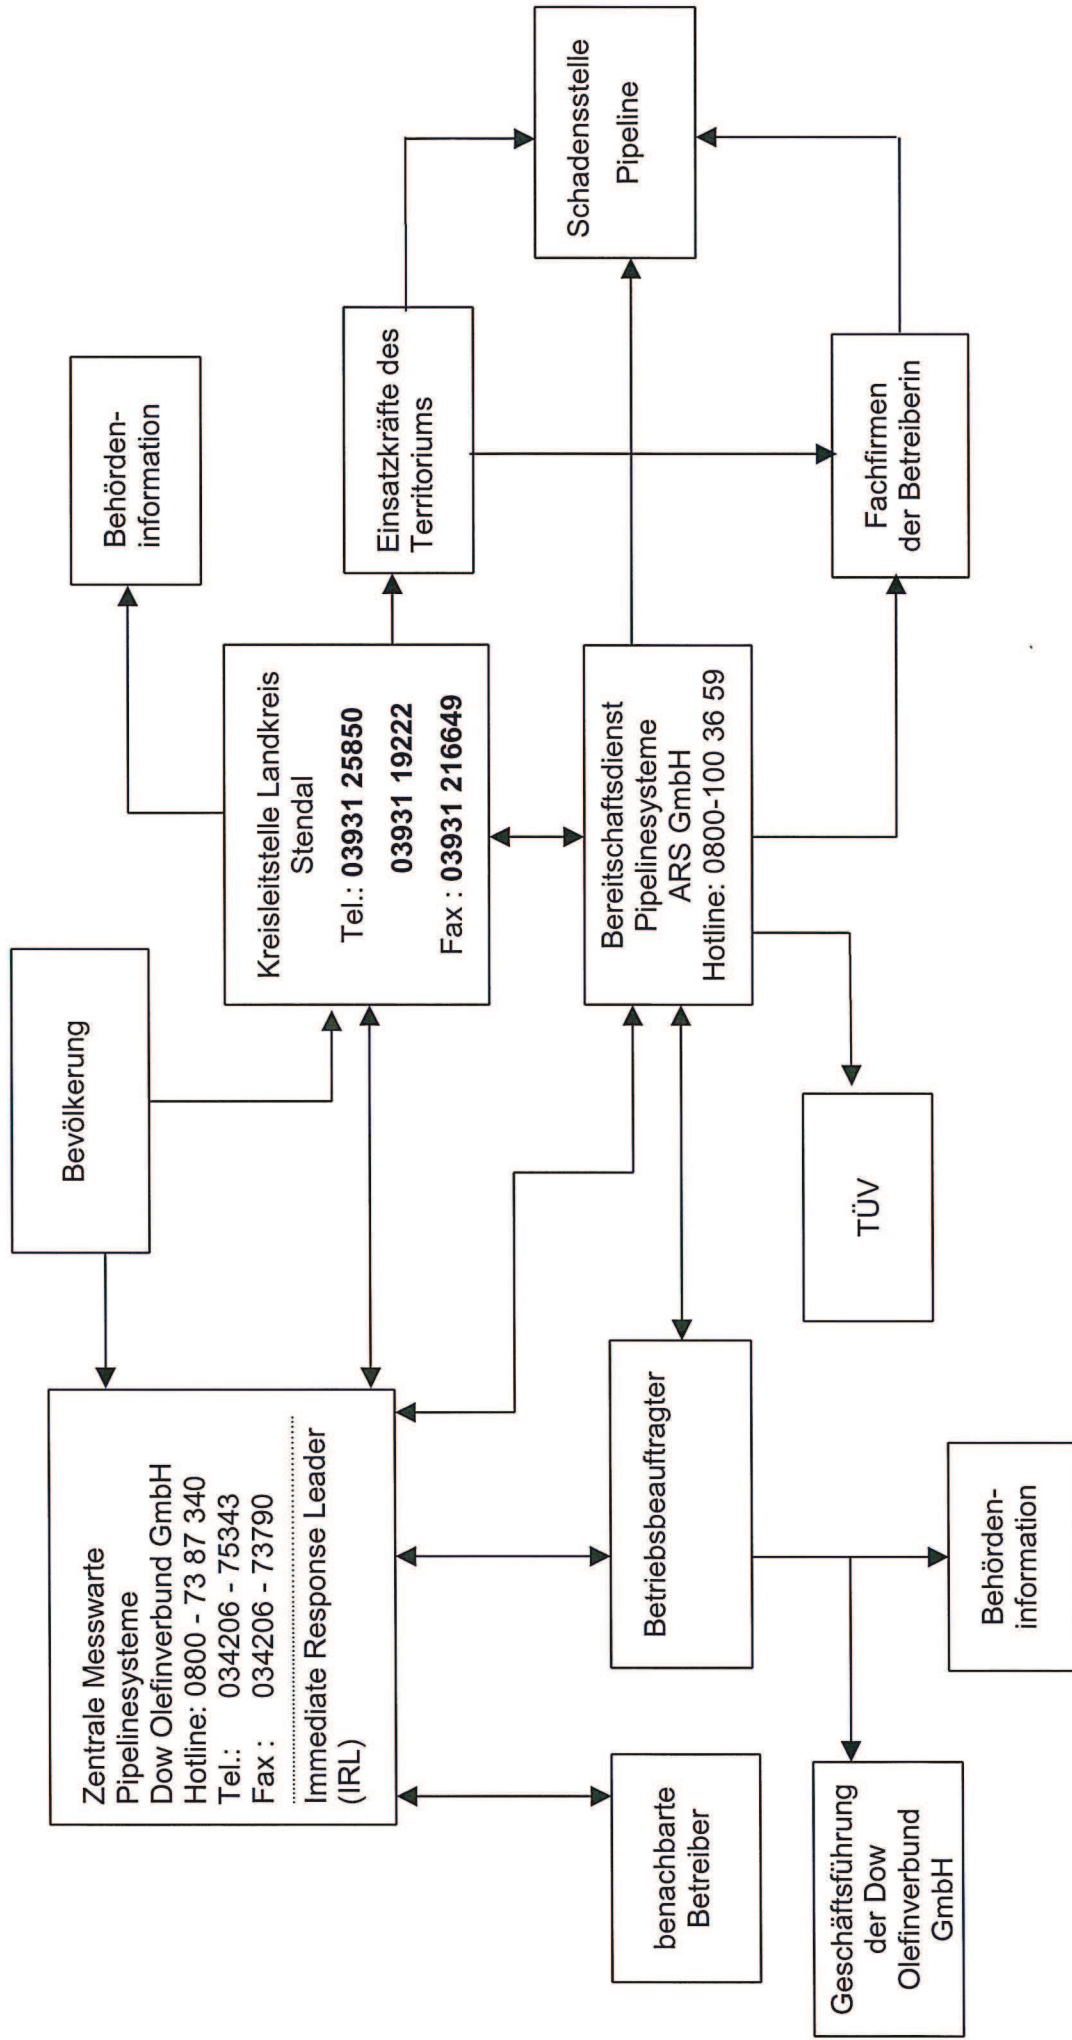 Bevölkerung
Zentrale Messwarte
Pipelinesysteme
Dow Olefinverbund GmbH
Hotline: 0800 - 73 87 340
Tel.: 034206 - 75343
Fax : 034206 - 73790
Immediate Response Leader
(IRL)
Kreisleitstelle Landkreis
Stendal
Tel.: 03931 25850
03931 19222
Fax : 03931 216649
Behörden-
information
Einsatzkräfte des
Territoriums
Schadensstelle
Pipeline
benachbarte
Betreiber
Betriebsbeauftragter
Bereitschaftsdienst
Pipelinesysteme
ARS GmbH
Hotline: 0800-100 36 59
Fachfirmen
der Betreiberin
Geschäftsführung
der Dow
Olefinverbund
GmbH
TÜV
Behörden-
information